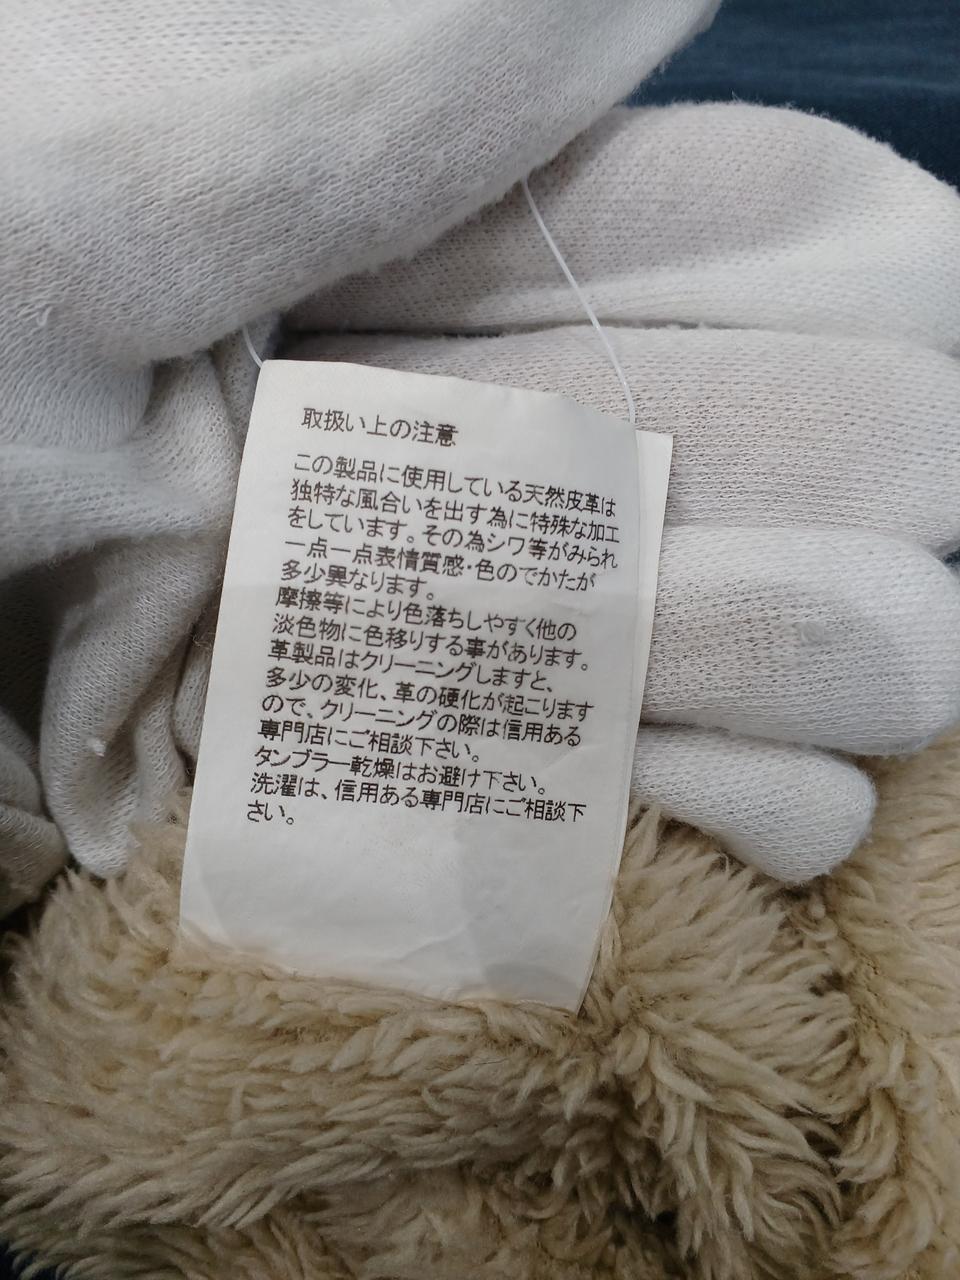 取扱い上の注意
この製品に使用している天然皮革は
独特な風合いを出す為に特殊な加工
をしています。その為シワ等がみられ
一点一点表情質感・色のでかたが
多少異なります。
摩擦等により色落ちしやすく他の
淡色物に色移りする事があります。
革製品はクリーニングしますと、
多少の変化、革の硬化が起こります
ので、クリーニングの際は信用ある
専門店にご相談下さい。
タンブラー乾燥はお避け下さい。
洗濯は、信用ある専門店にご相談下
さい。